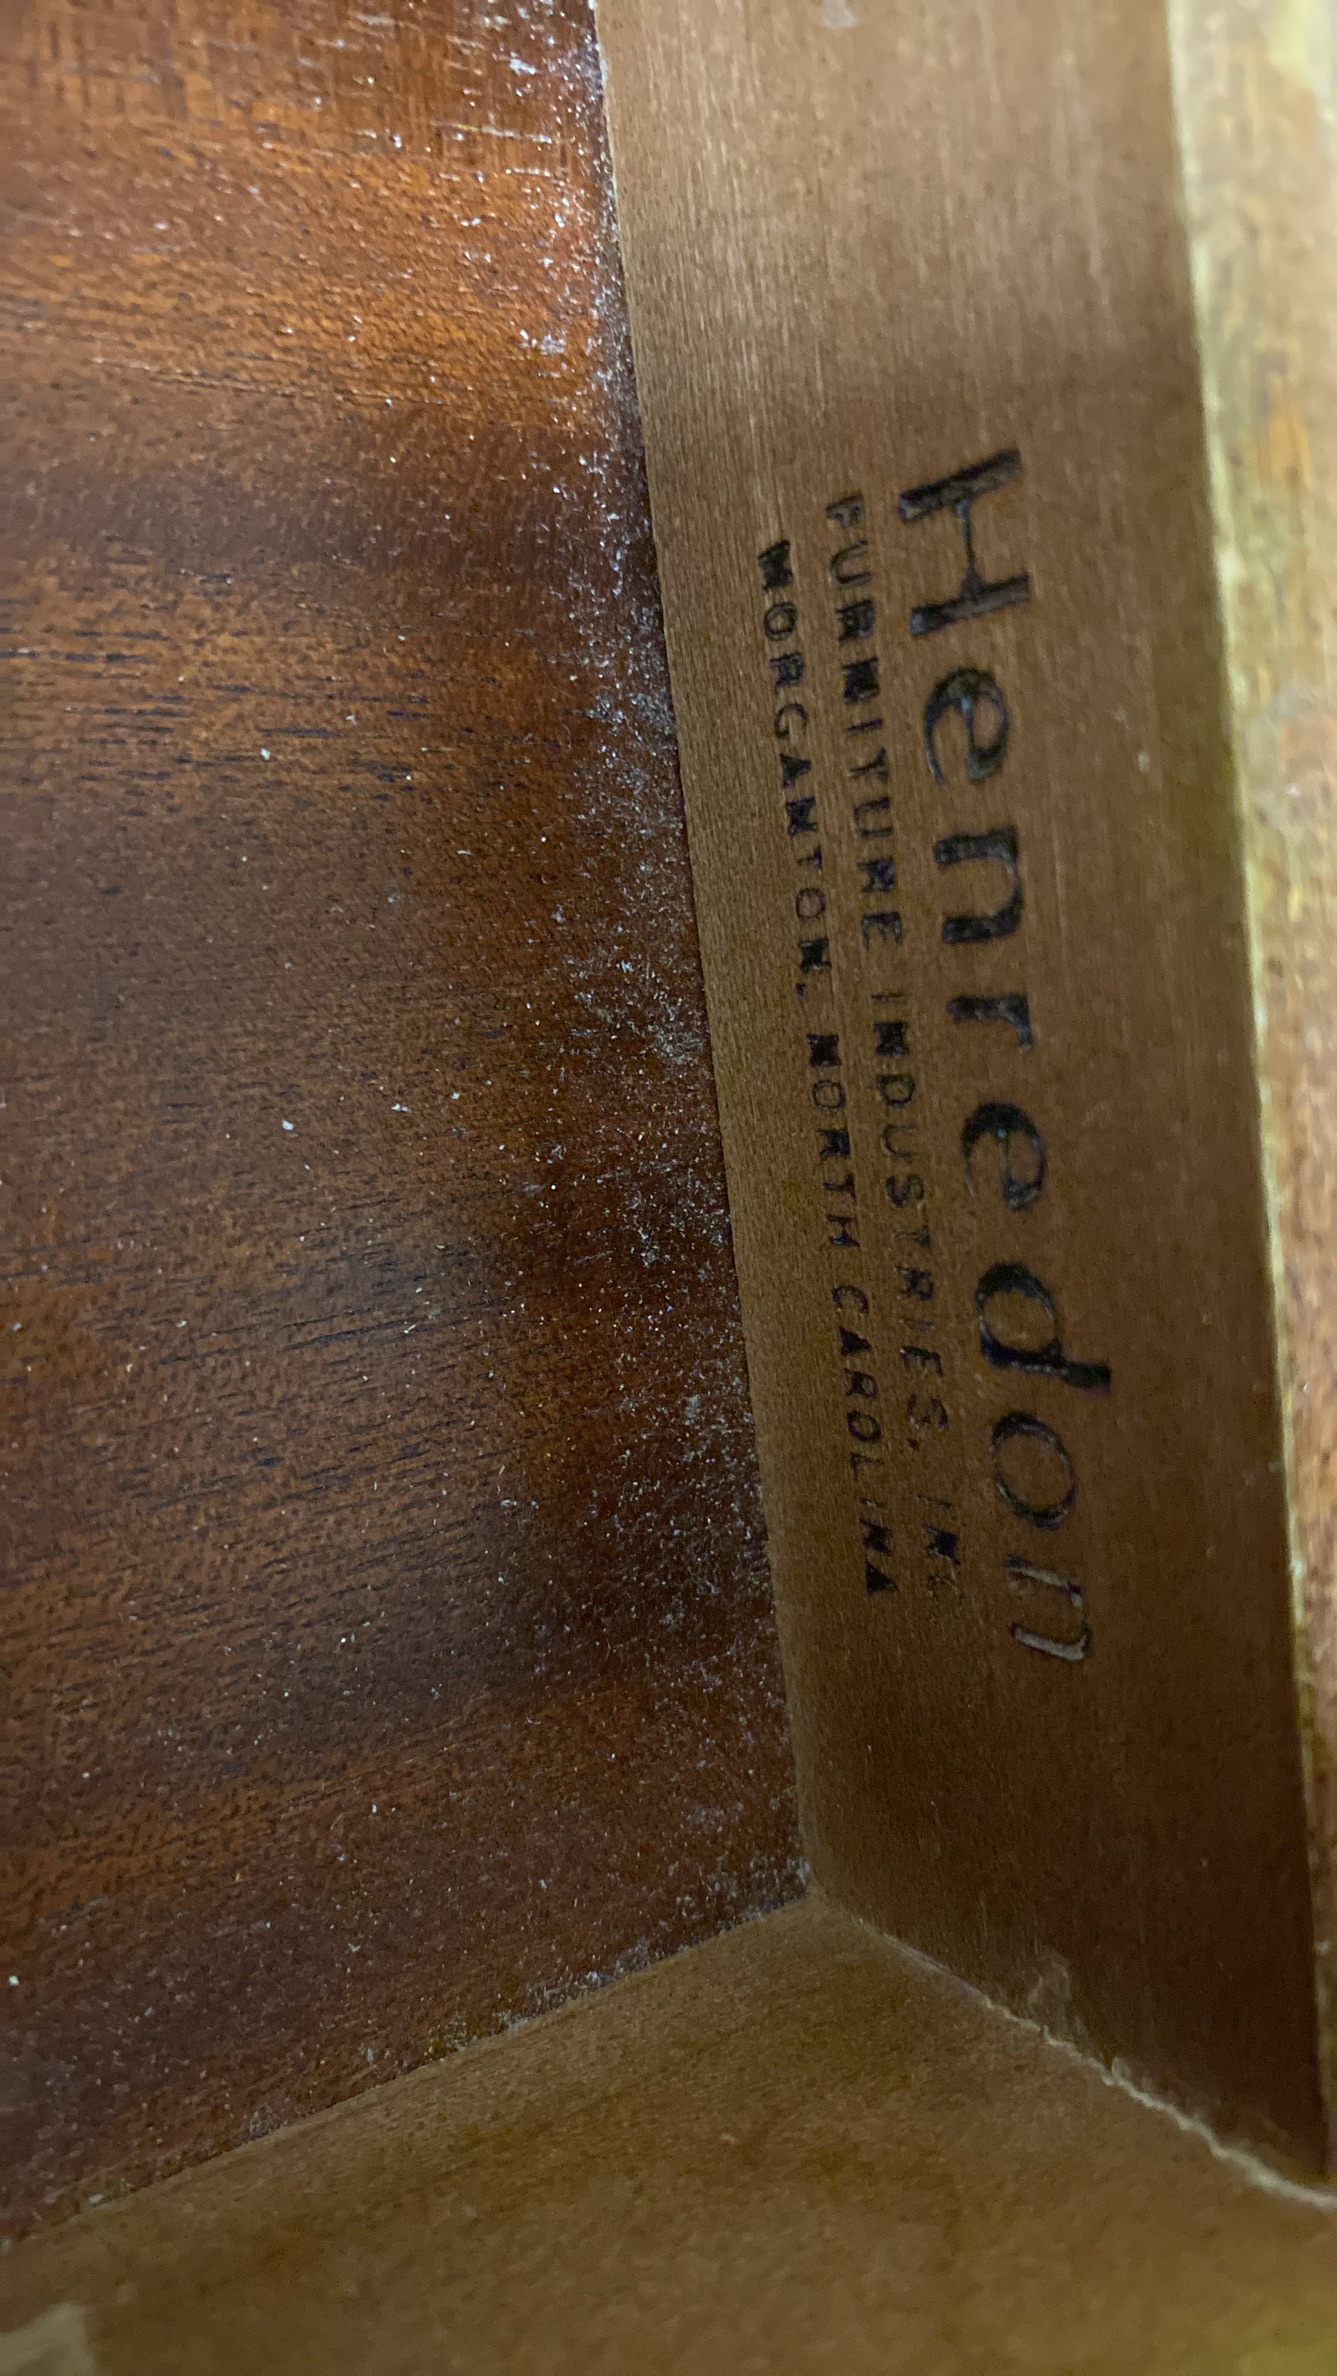 Henredon
FURNITURE INDUSTRIES, INC
MORGANTON, NORTH CAROLINA